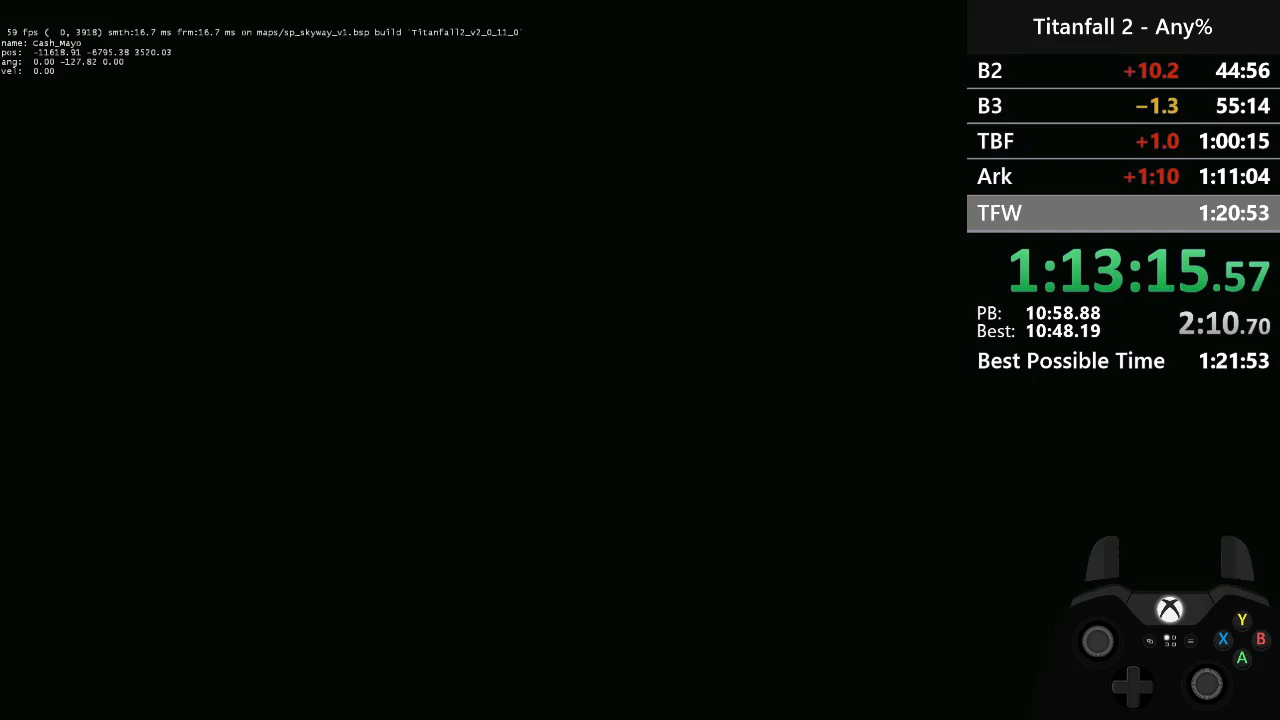 59 fps ( 0, 3918) smth:16.7 ms frm:16.7 ms on maps/sp_skyway_v1.bsp build `Titanfall2_v2_0_11_0'
name: Cash_Mayo
pos: -11618.91 -6795.38 3520.03
ang: 0.00 -127.82 0.00
vel: 0.00
Titanfall 2 - Any%
B2 +10.2 44:56
B3 −1.3 55:14
TBF +1.0 1:00:15
Ark +1:10 1:11:04
TFW 1:20:53
1:13:15.57
PB: 10:58.88
Best: 10:48.19
2:10.70
Best Possible Time 1:21:53
Y
X B
A